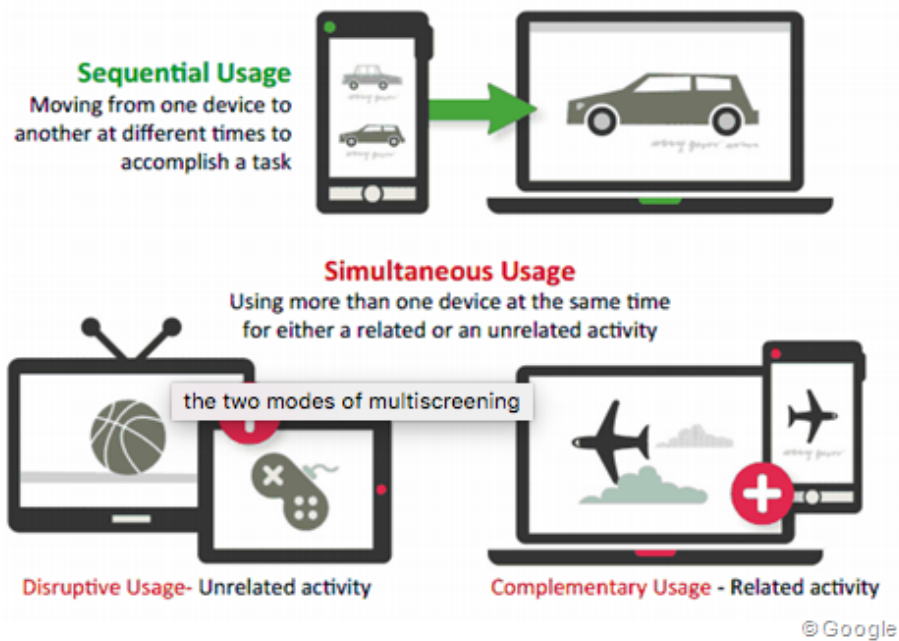 Sequential Usage
Moving from one device to
another at different times to
accomplish a task
Simultaneous Usage
Using more than one device at the same time
for either a related or an unrelated activity
the two modes of multiscreening
Disruptive Usage- Unrelated activity
Complementary Usage - Related activity
©Google